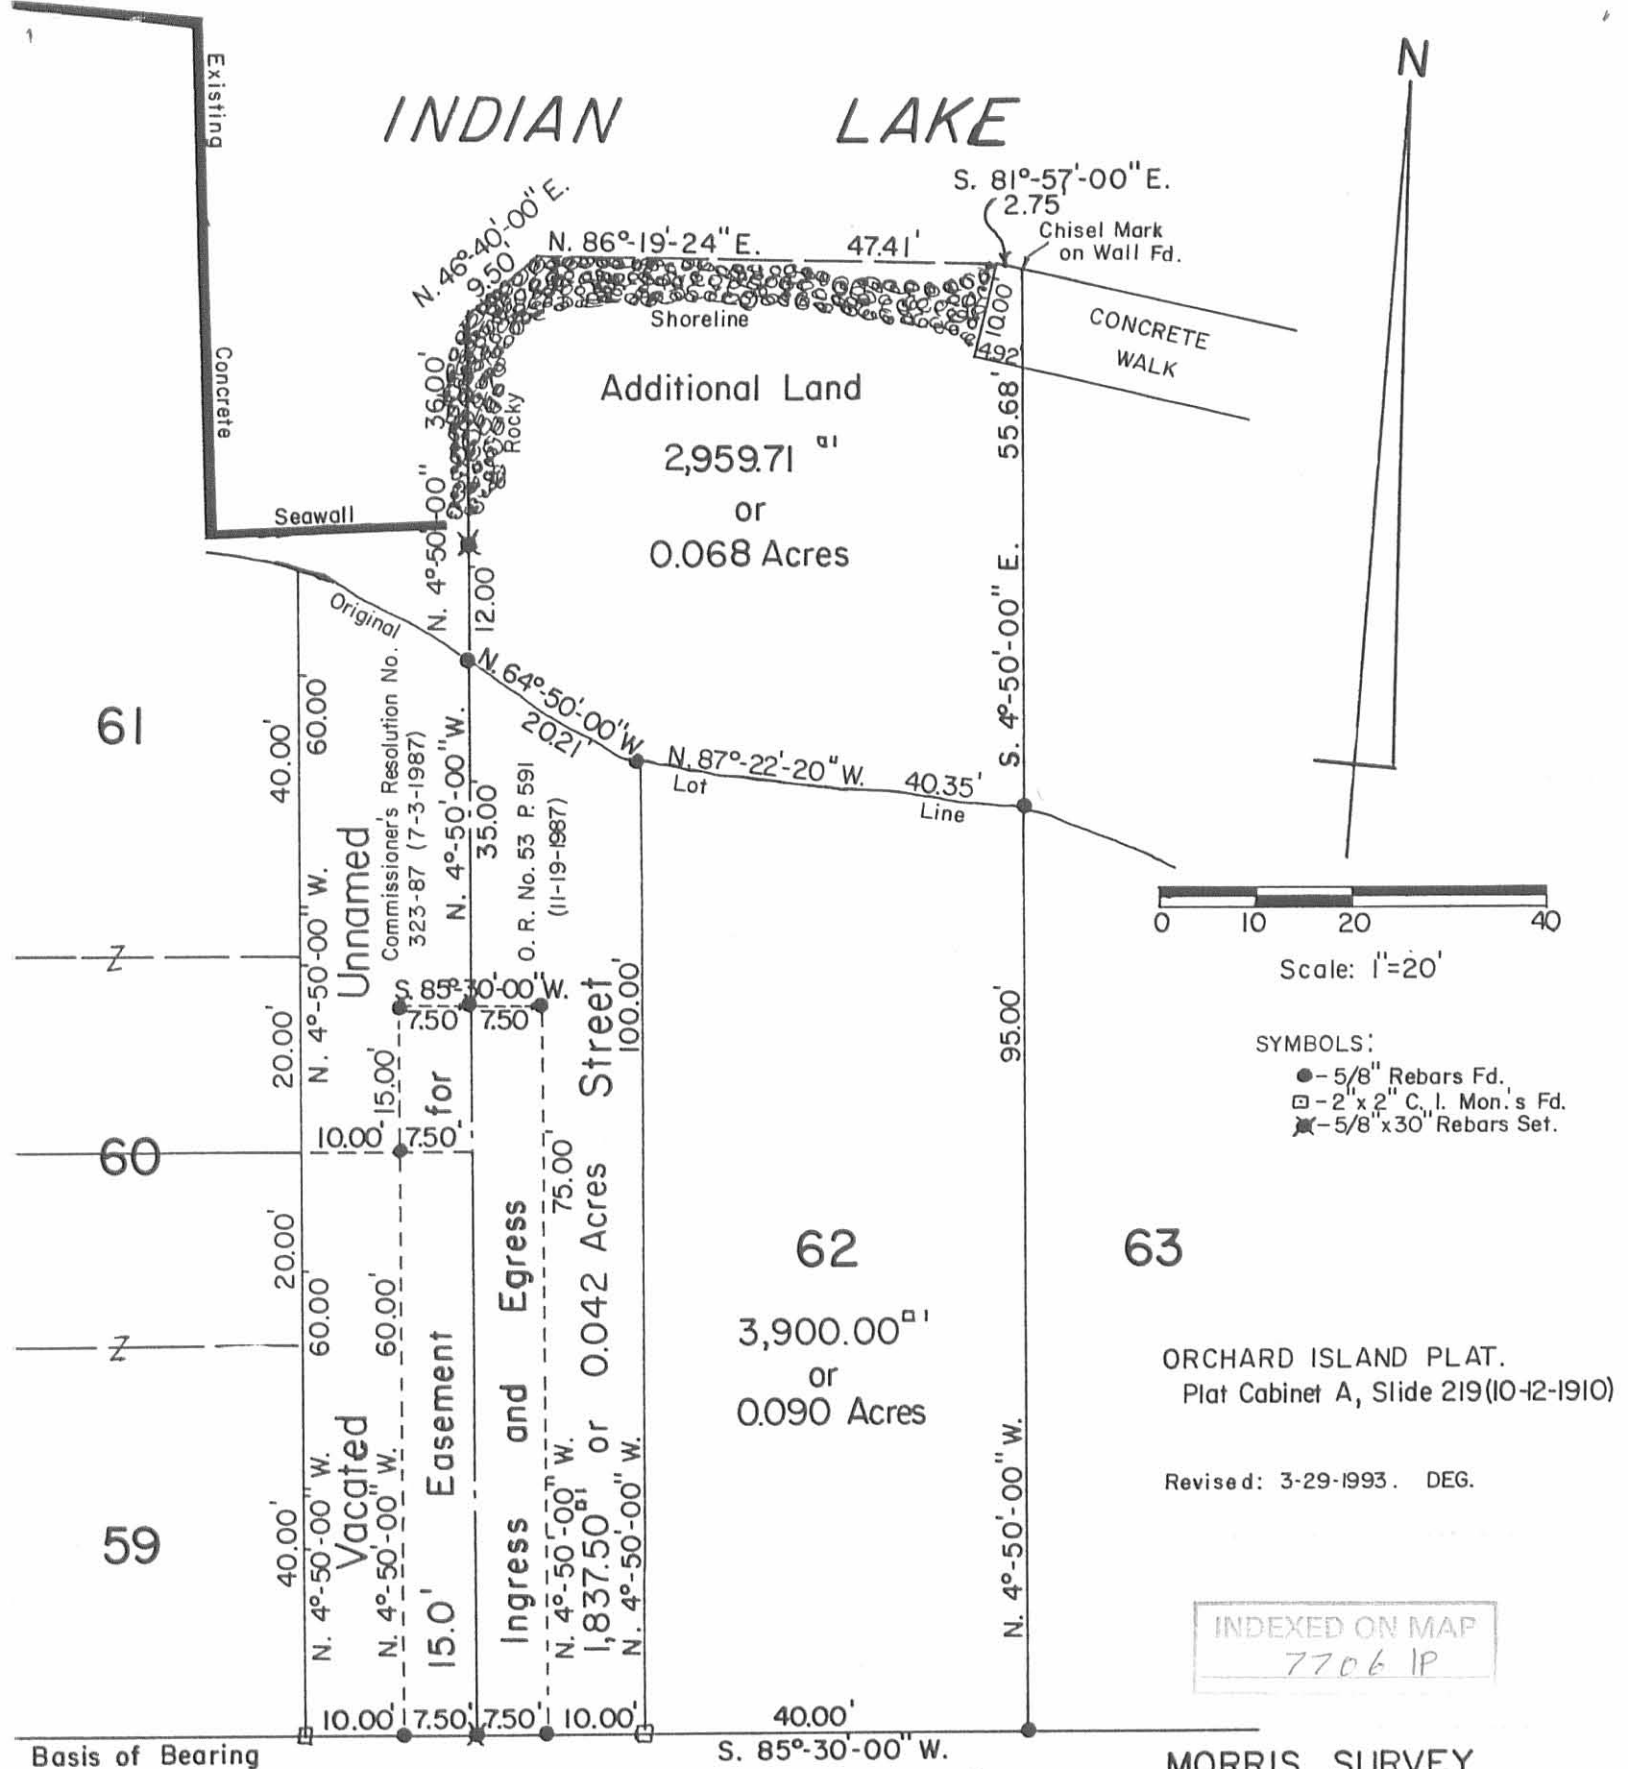 INDIAN LAKE
N
Existing
Concrete
Seawall
S. 81°-57'-00" E.
2.75'
Chisel Mark
on Wall Fd.
N. 46°-40'-00" E.
9.50'
N. 86°-19'-24" E. 47.41'
10.00'
4.92'
CONCRETE
WALK
Rocky
Shoreline
Additional Land
2,959.71 □'
or
0.068 Acres
N. 4°-50'-00" 36.00'
12.00'
S. 4°-50'-00" E. 55.68'
Original
N. 64°-50'-00" W.
20.21'
N. 87°-22'-20" W. 40.35'
Lot Line
61
40.00'
60.00'
N. 4°-50'-00" W.
Unnamed
Commissioner's Resolution No.
323-87 (7-3-1987)
N. 4°-50'-00" W.
35.00'
O. R. No. 53 P. 591
(11-19-1987)
S. 85°-30'-00" W.
7.50' 7.50'
Street
100.00'
95.00'
20.00'
15.00'
for
10.00' 7.50'
60
20.00'
60.00'
60.00'
75.00'
N. 4°-50'-00" W.
Vacated
N. 4°-50'-00" W.
15.0' Easement
Ingress and Egress
N. 4°-50'-00" W.
1,837.50 □' or 0.042 Acres
N. 4°-50'-00" W.
59
40.00'
62
3,900.00 □'
or
0.090 Acres
N. 4°-50'-00" W.
63
0 10 20 40
Scale: 1"=20'
SYMBOLS:
●- 5/8" Rebars Fd.
⊡- 2"x 2" C. I. Mon.'s Fd.
- 5/8"x30" Rebars Set.
ORCHARD ISLAND PLAT.
Plat Cabinet A, Slide 219 (10-12-1910)
Revised: 3-29-1993. DEG.
INDEXED ON MAP
7706 IP
10.00' 7.50' 7.50' 10.00' 40.00'
S. 85°-30'-00" W.
Basis of Bearing
MORRIS SURVEY